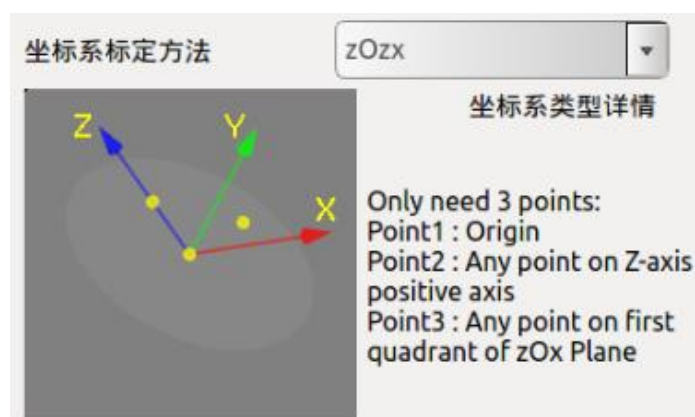 坐标系标定方法
zOzx
坐标系类型详情
Z
Y
X
Only need 3 points:
Point1 : Origin
Point2 : Any point on Z-axis
positive axis
Point3 : Any point on first
quadrant of zOx Plane